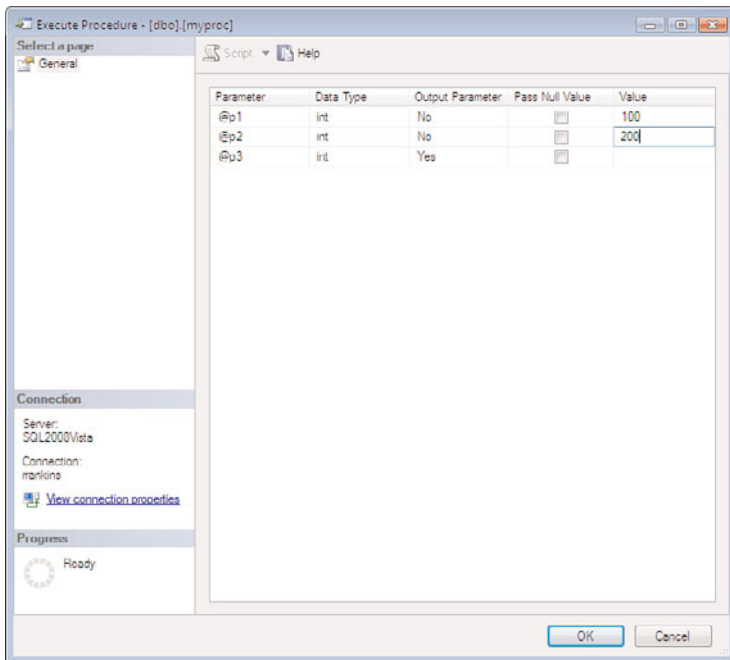 Execute Procedure - [dbo].[myproc]
Select a page
General
Script Help
Parameter Data Type Output Parameter Pass Null Value Value
@p1 int No 100
@p2 int No 200
@p3 int Yes
Connection
Server:
SQL2008Vista
Connection:
rrankins
View connection properties
Progress
Ready
OK Cancel